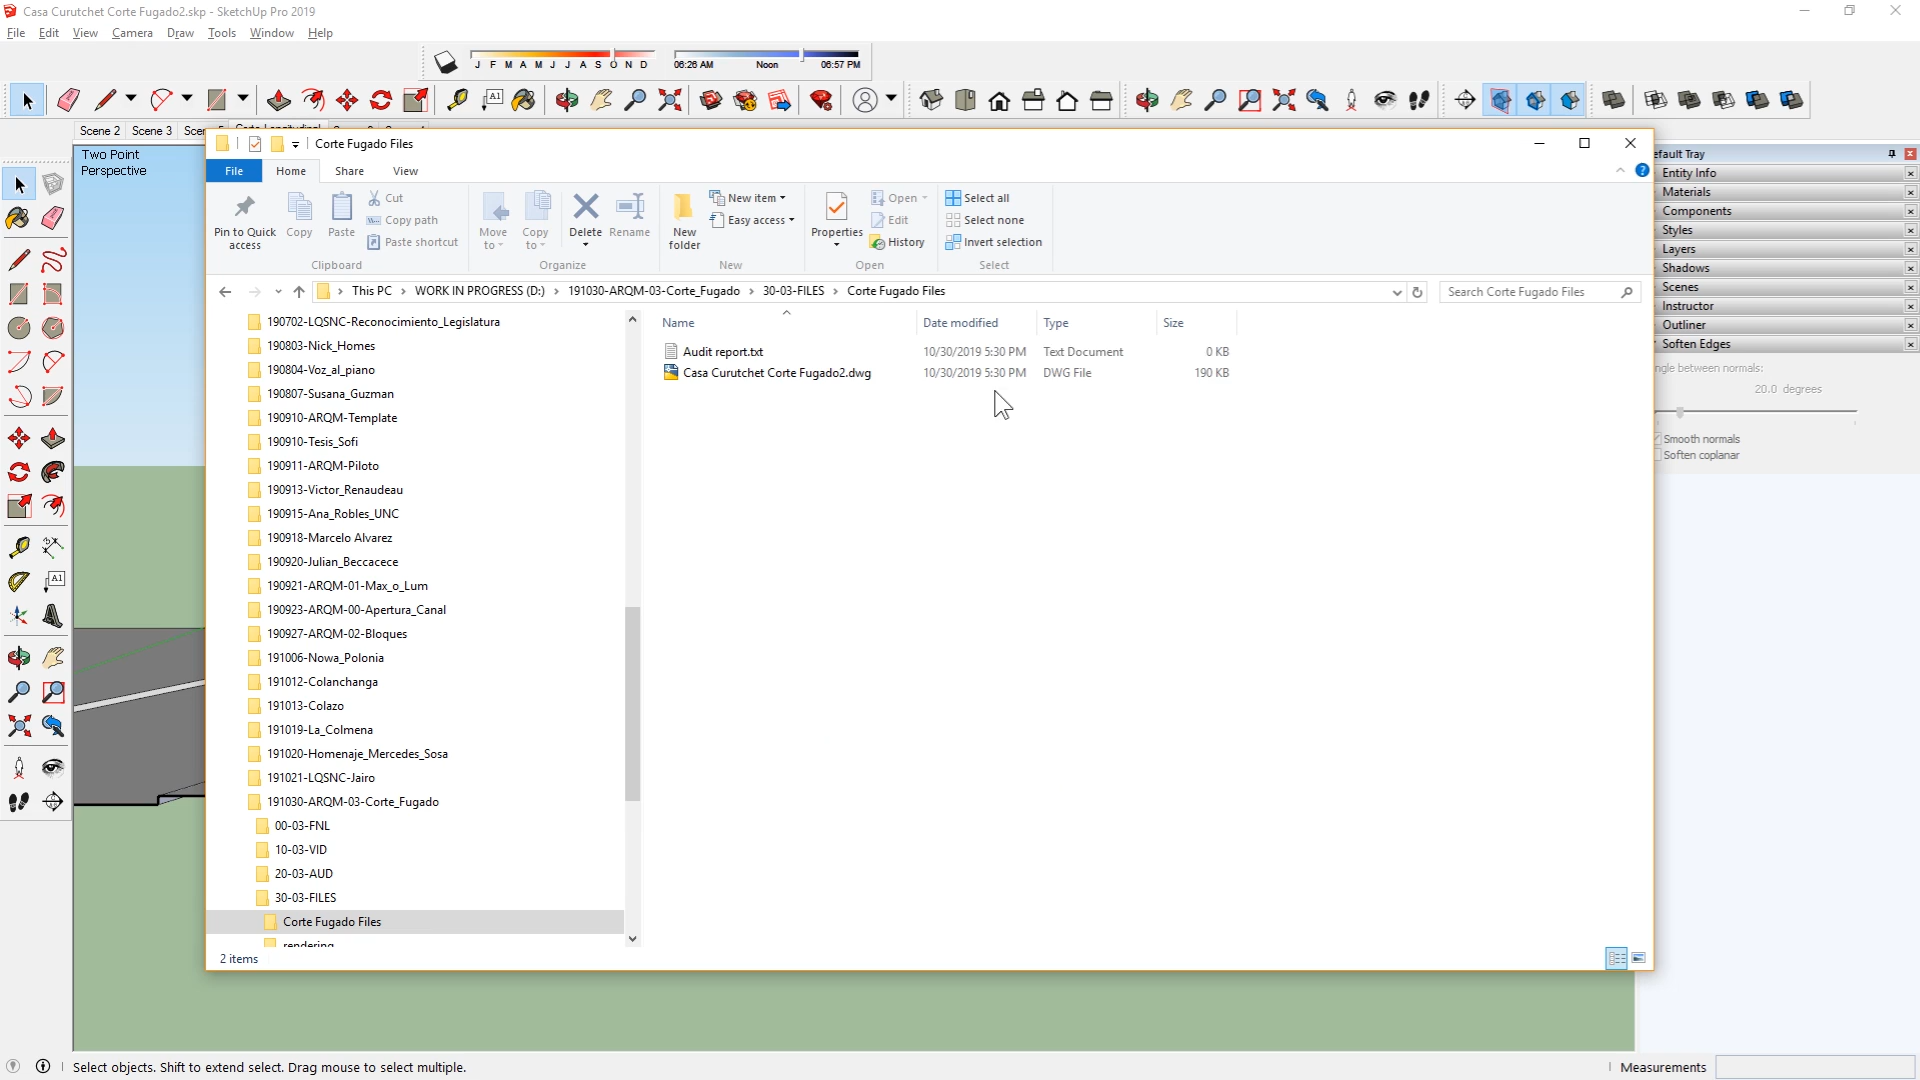 Casa Curutchet Corte Fugado2.skp - SketchUp Pro 2019
File Edit View Camera Draw Tools Window Help
J F M A M J J A S O N D
06:26 AM Noon 06:57 PM
A1
Scene 2 Scene 3
Two Point
Perspective
A1
Corte Fugado Files
File Home Share View
Pin to Quick access
Copy
Paste
Cut
Copy path
Paste shortcut
Clipboard
Move to
Copy to
Delete
Rename
Organize
New folder
New item
Easy access
New
Properties
Open
Edit
History
Open
Select all
Select none
Invert selection
Select
This PC > WORK IN PROGRESS (D:) > 191030-ARQM-03-Corte_Fugado > 30-03-FILES > Corte Fugado Files
Search Corte Fugado Files
190702-LQSNC-Reconocimiento_Legislatura
190803-Nick_Homes
190804-Voz_al_piano
190807-Susana_Guzman
190910-ARQM-Template
190910-Tesis_Sofi
190911-ARQM-Piloto
190913-Victor_Renaudeau
190915-Ana_Robles_UNC
190918-Marcelo Alvarez
190920-Julian_Beccacece
190921-ARQM-01-Max_o_Lum
190923-ARQM-00-Apertura_Canal
190927-ARQM-02-Bloques
191006-Nowa_Polonia
191012-Colanchanga
191013-Colazo
191019-La_Colmena
191020-Homenaje_Mercedes_Sosa
191021-LQSNC-Jairo
191030-ARQM-03-Corte_Fugado
00-03-FNL
10-03-VID
20-03-AUD
30-03-FILES
Corte Fugado Files
rendering
Name Date modified Type Size
Audit report.txt 10/30/2019 5:30 PM Text Document 0 KB
Casa Curutchet Corte Fugado2.dwg 10/30/2019 5:30 PM DWG File 190 KB
2 items
efault Tray
Entity Info
Materials
Components
Styles
Layers
Shadows
Scenes
Instructor
Outliner
Soften Edges
ngle between normals:
20.0 degrees
Smooth normals
Soften coplanar
Select objects. Shift to extend select. Drag mouse to select multiple.
Measurements